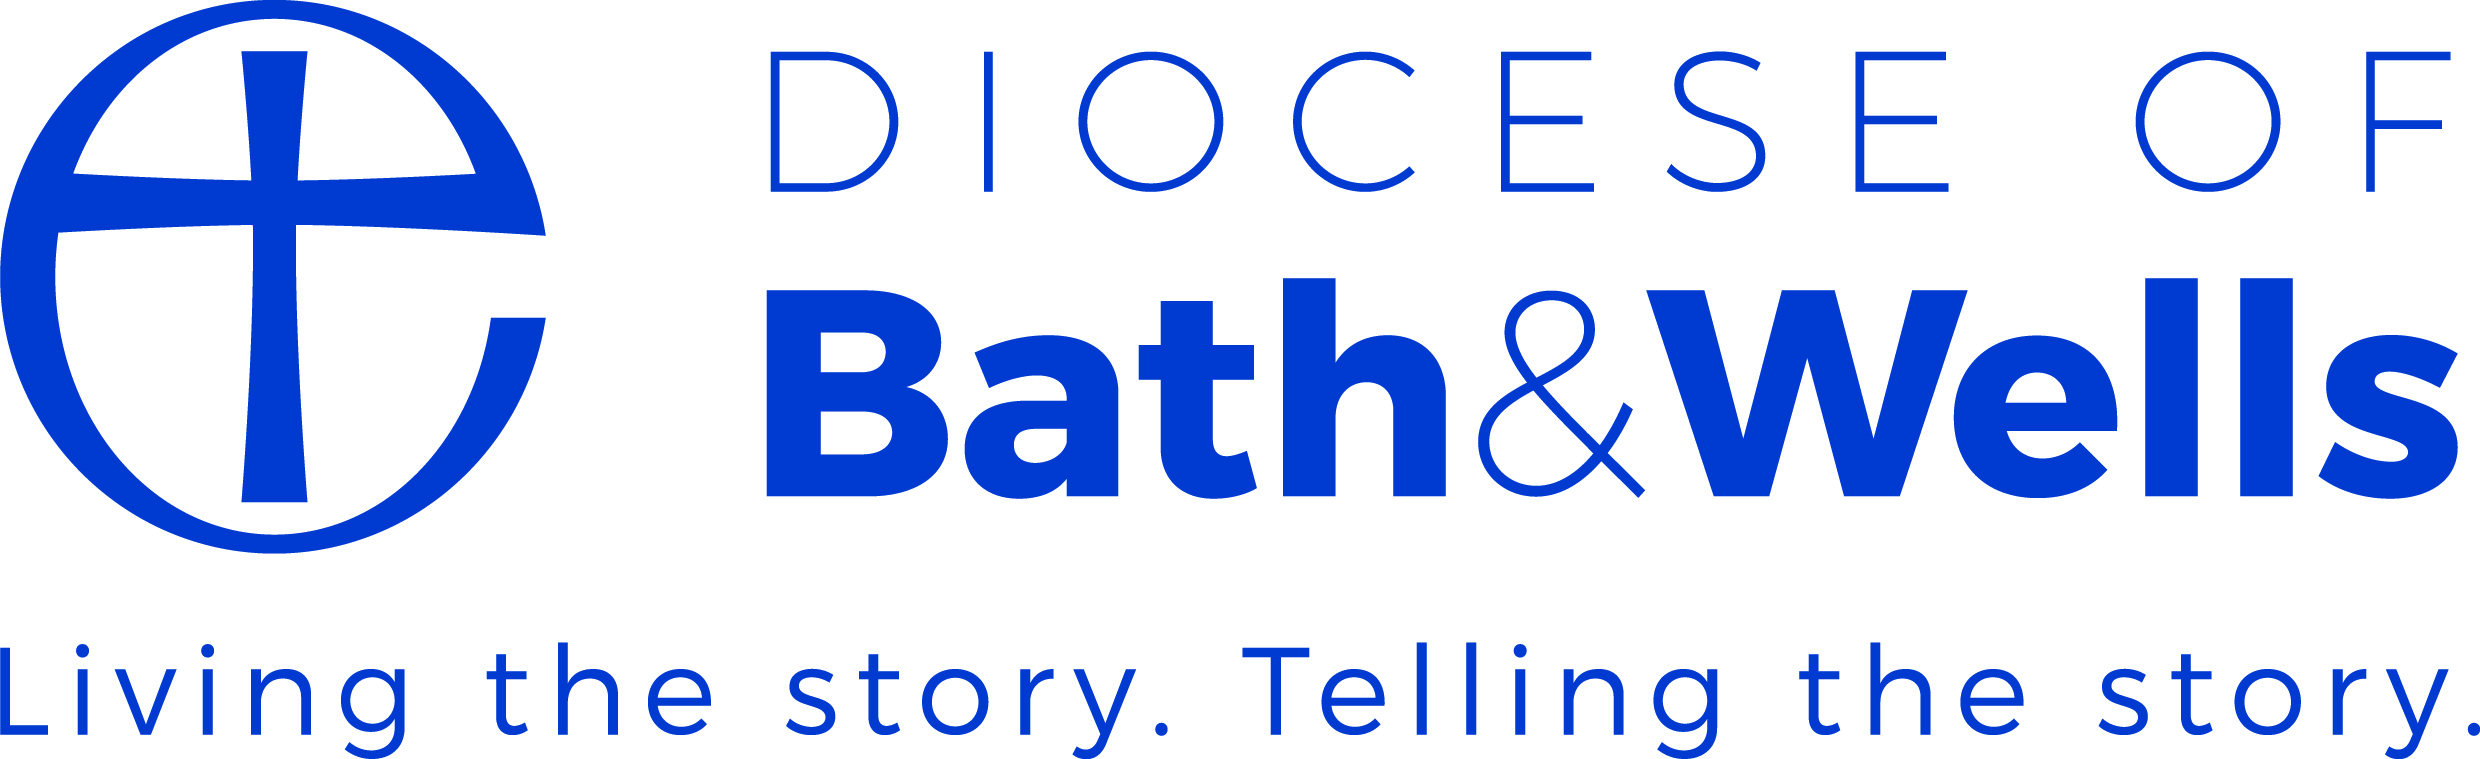 DIOCESE OF
Bath&Wells
Living the story. Telling the story.